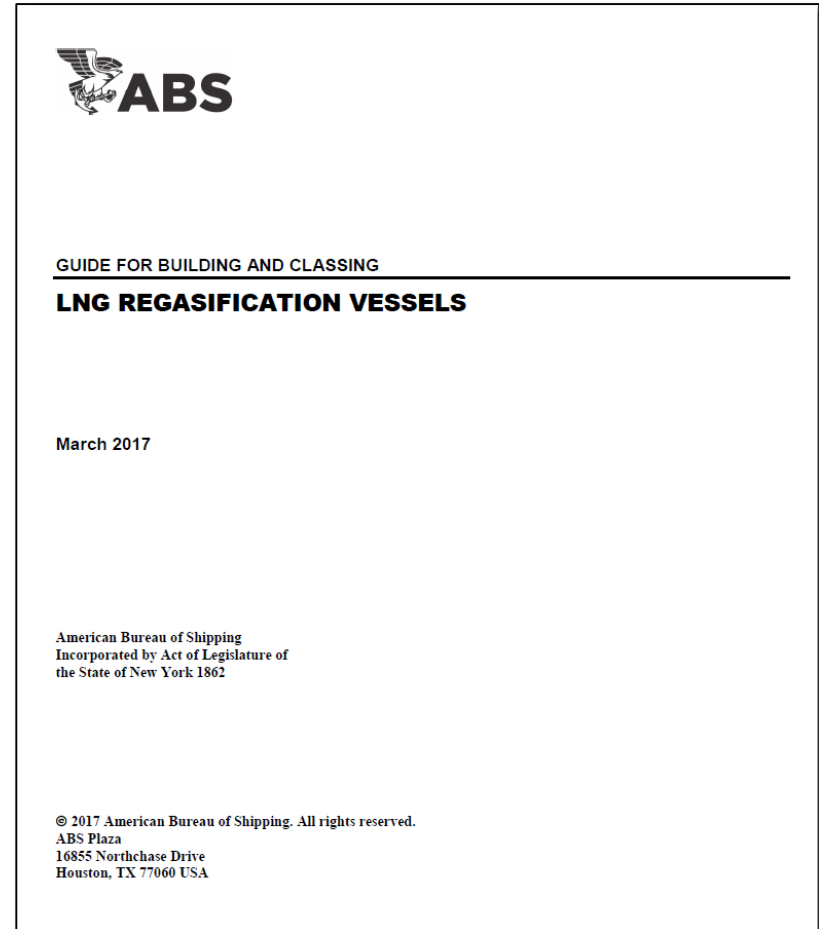 ABS
GUIDE FOR BUILDING AND CLASSING
LNG REGASIFICATION VESSELS
March 2017
American Bureau of Shipping
Incorporated by Act of Legislature of
the State of New York 1862
© 2017 American Bureau of Shipping. All rights reserved.
ABS Plaza
16855 Northchase Drive
Houston, TX 77060 USA